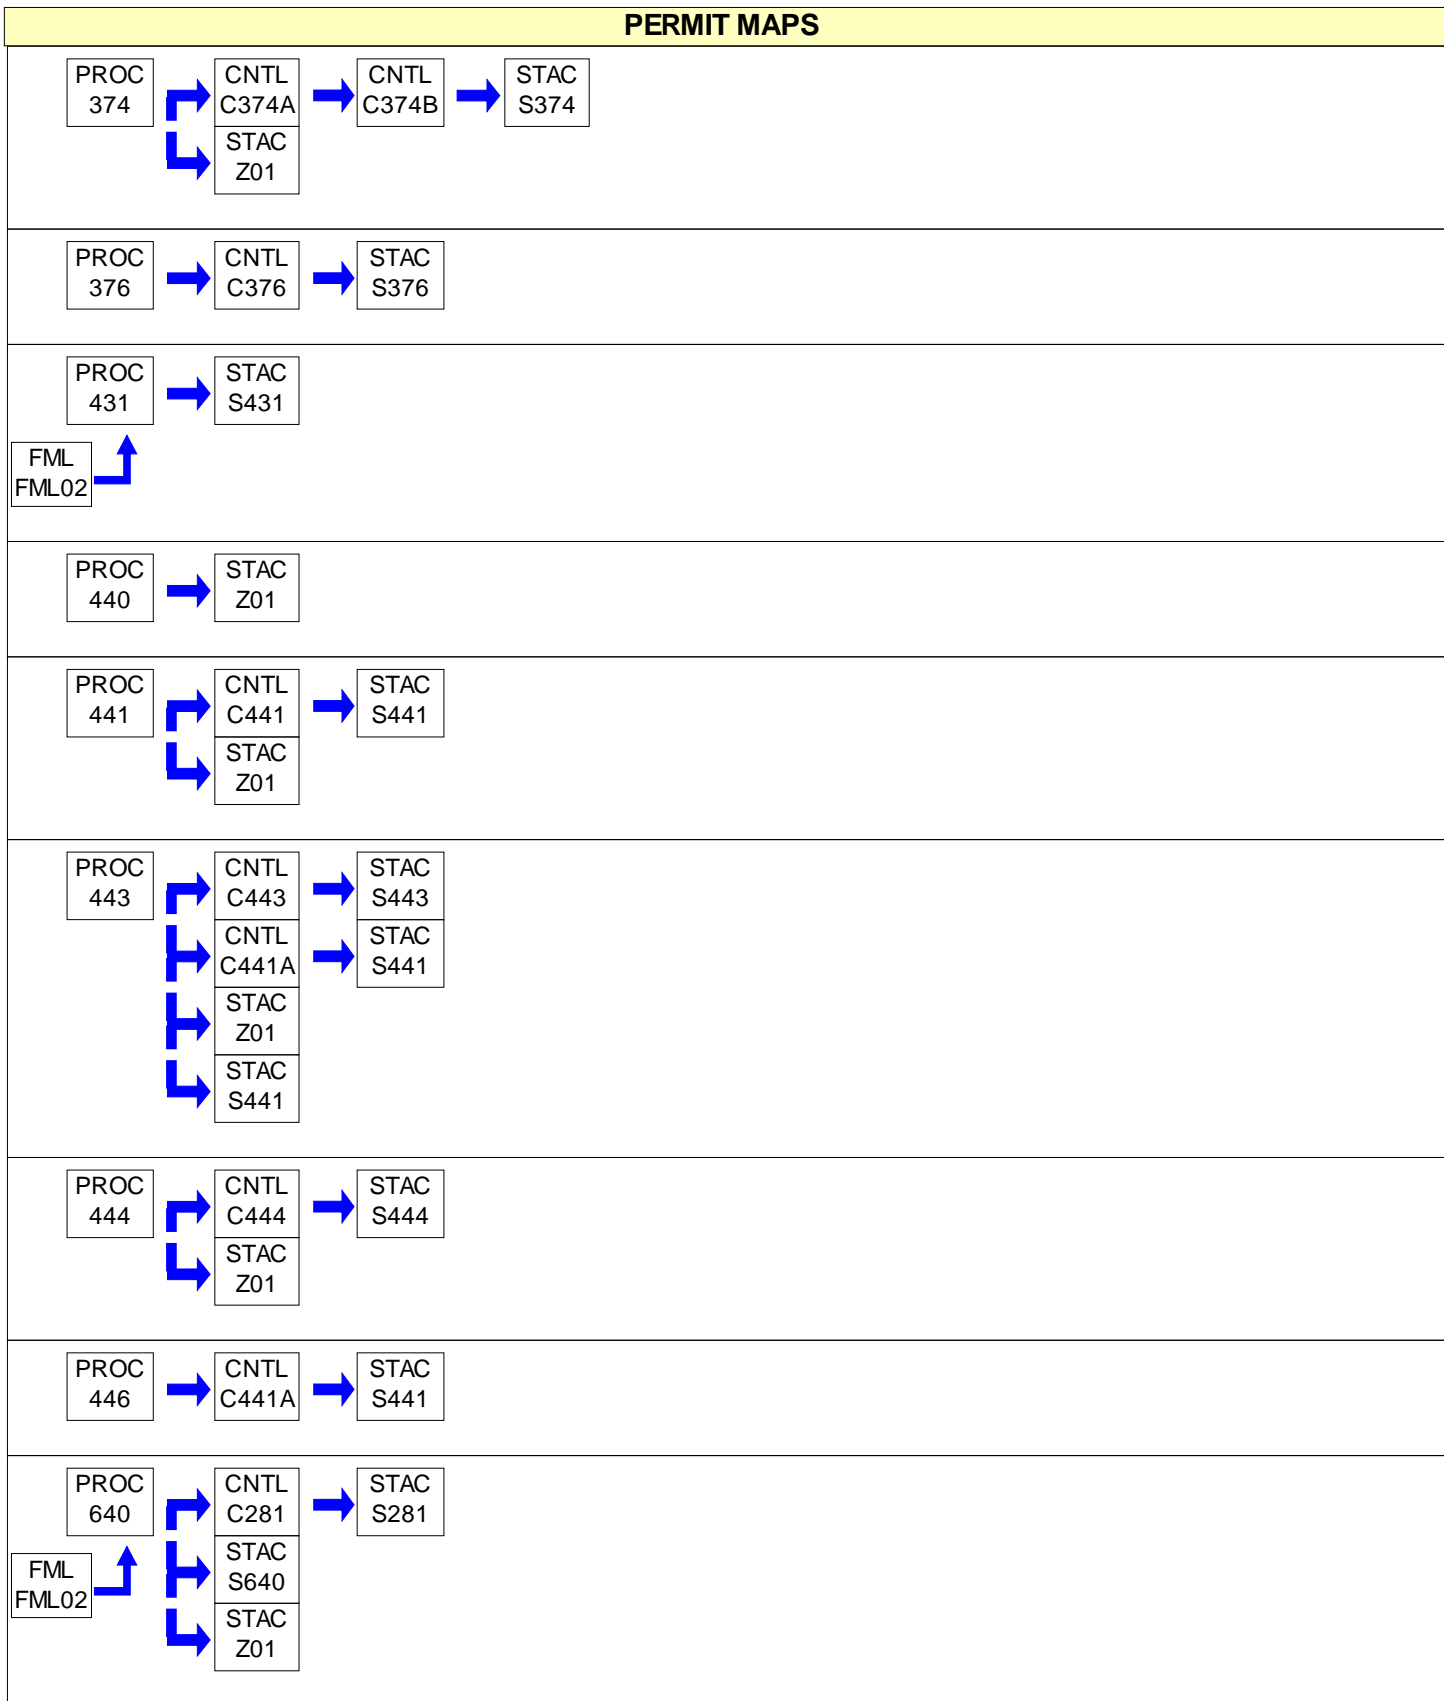 PERMIT MAPS
PROC
374
CNTL
C374A
CNTL
C374B
STAC
S374
STAC
Z01
PROC
376
CNTL
C376
STAC
S376
PROC
431
STAC
S431
FML
FML02
PROC
440
STAC
Z01
PROC
441
CNTL
C441
STAC
S441
STAC
Z01
PROC
443
CNTL
C443
STAC
S443
CNTL
C441A
STAC
S441
STAC
Z01
STAC
S441
PROC
444
CNTL
C444
STAC
S444
STAC
Z01
PROC
446
CNTL
C441A
STAC
S441
PROC
640
CNTL
C281
STAC
S281
FML
FML02
STAC
S640
STAC
Z01